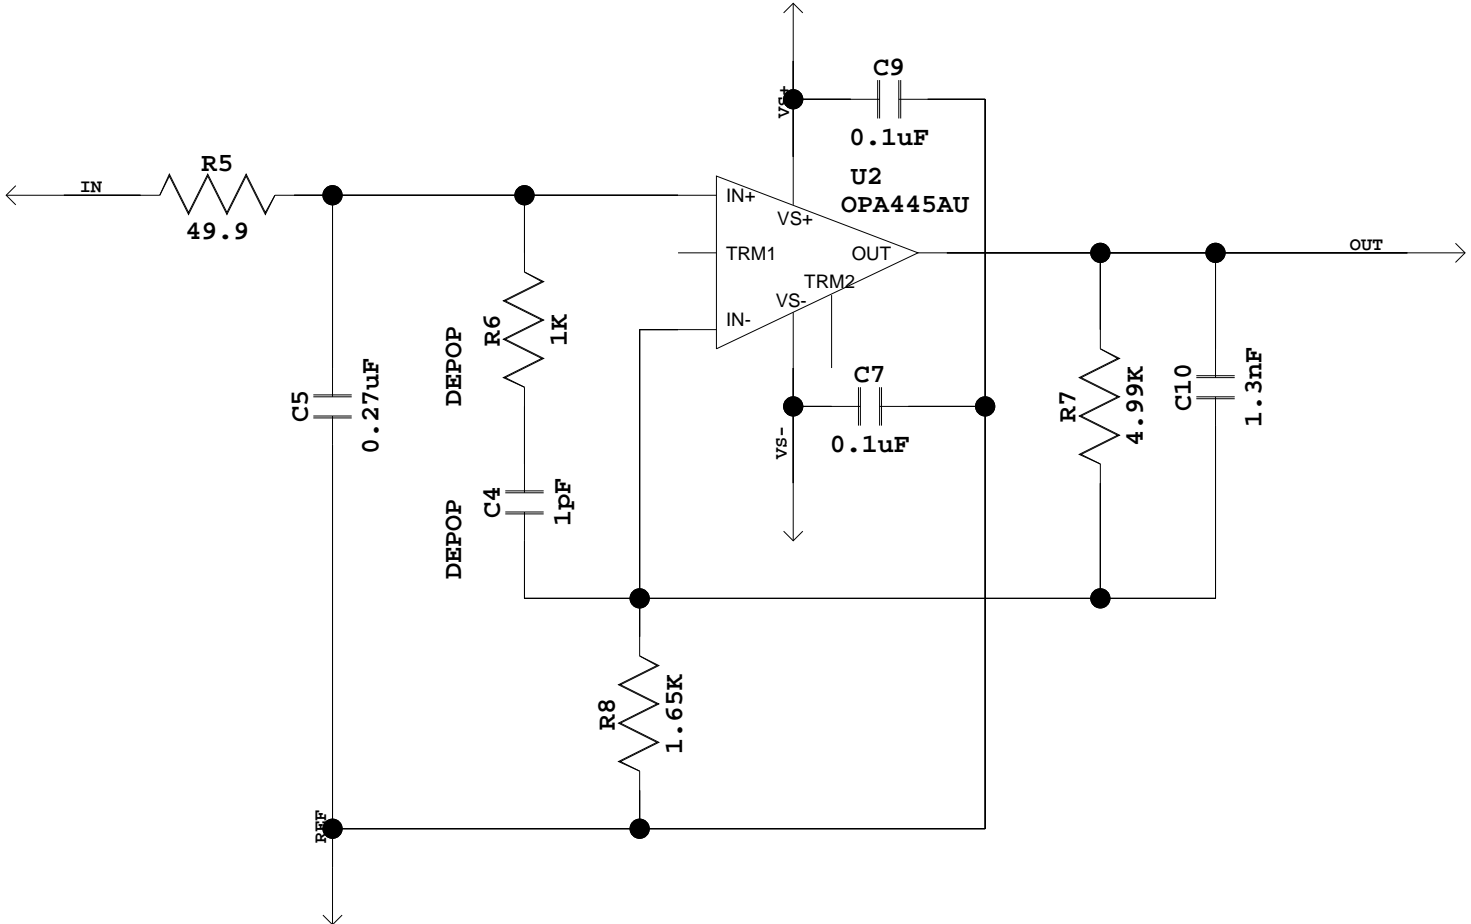 C9
vs+
0.1uF
R5
U2
IN
IN+
OPA445AU
49.9
VS+
TRM1
OUT
OUT
TRM2
VS-
IN-
R6
1K
DEPOP
C7
C5
0.27uF
R7
4.99K
C10
1.3nF
vs-
0.1uF
C4
1pF
DEPOP
R8
1.65K
REF